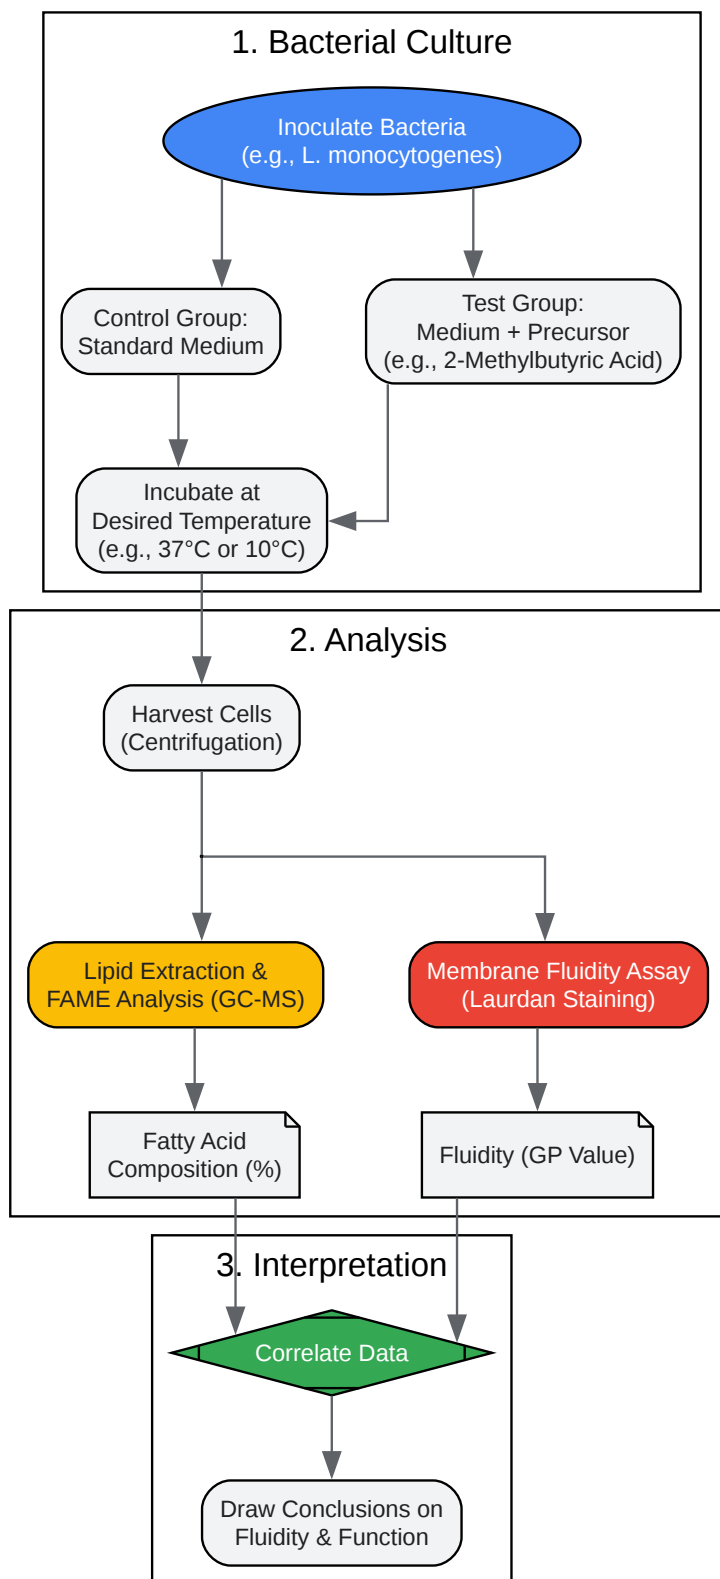 1. Bacterial Culture
Inoculate Bacteria
(e.g., L. monocytogenes)
Control Group:
Standard Medium
Test Group:
Medium + Precursor
(e.g., 2-Methylbutyric Acid)
Incubate at
Desired Temperature
(e.g., 37°C or 10°C)
2. Analysis
Harvest Cells
(Centrifugation)
Lipid Extraction &
FAME Analysis (GC-MS)
Membrane Fluidity Assay
(Laurdan Staining)
Fatty Acid
Composition (%)
Fluidity (GP Value)
3. Interpretation
Correlate Data
Draw Conclusions on
Fluidity & Function